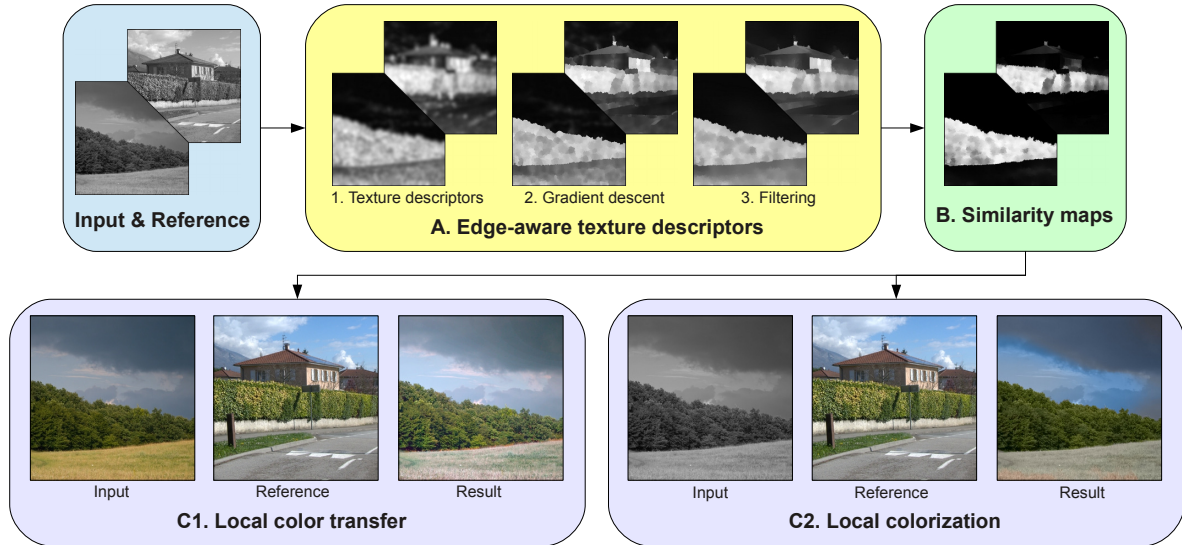 1. Texture descriptors
2. Gradient descent
3. Filtering
Input & Reference
A. Edge-aware texture descriptors
B. Similarity maps
Input
Reference
Result
Input
Reference
Result
C1. Local color transfer
C2. Local colorization